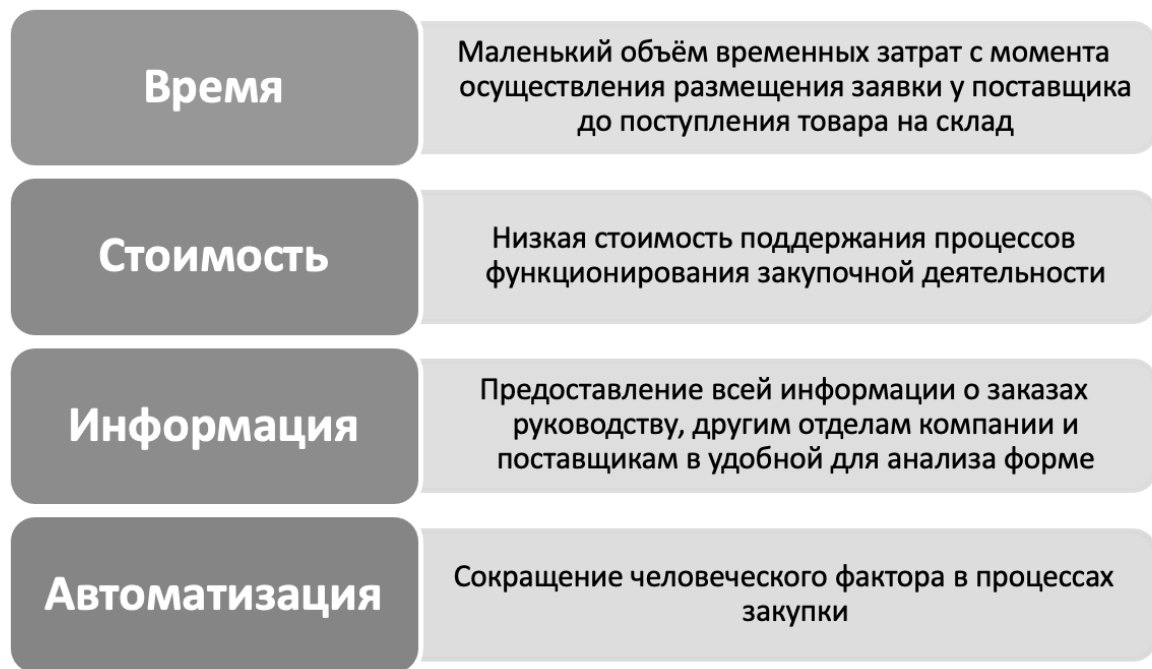 Время
Маленький объём временных затрат с момента
осуществления размещения заявки у поставщика
до поступления товара на склад
Стоимость
Низкая стоимость поддержания процессов
функционирования закупочной деятельности
Информация
Предоставление всей информации о заказах
руководству, другим отделам компании и
поставщикам в удобной для анализа форме
Автоматизация
Сокращение человеческого фактора в процессах
закупки